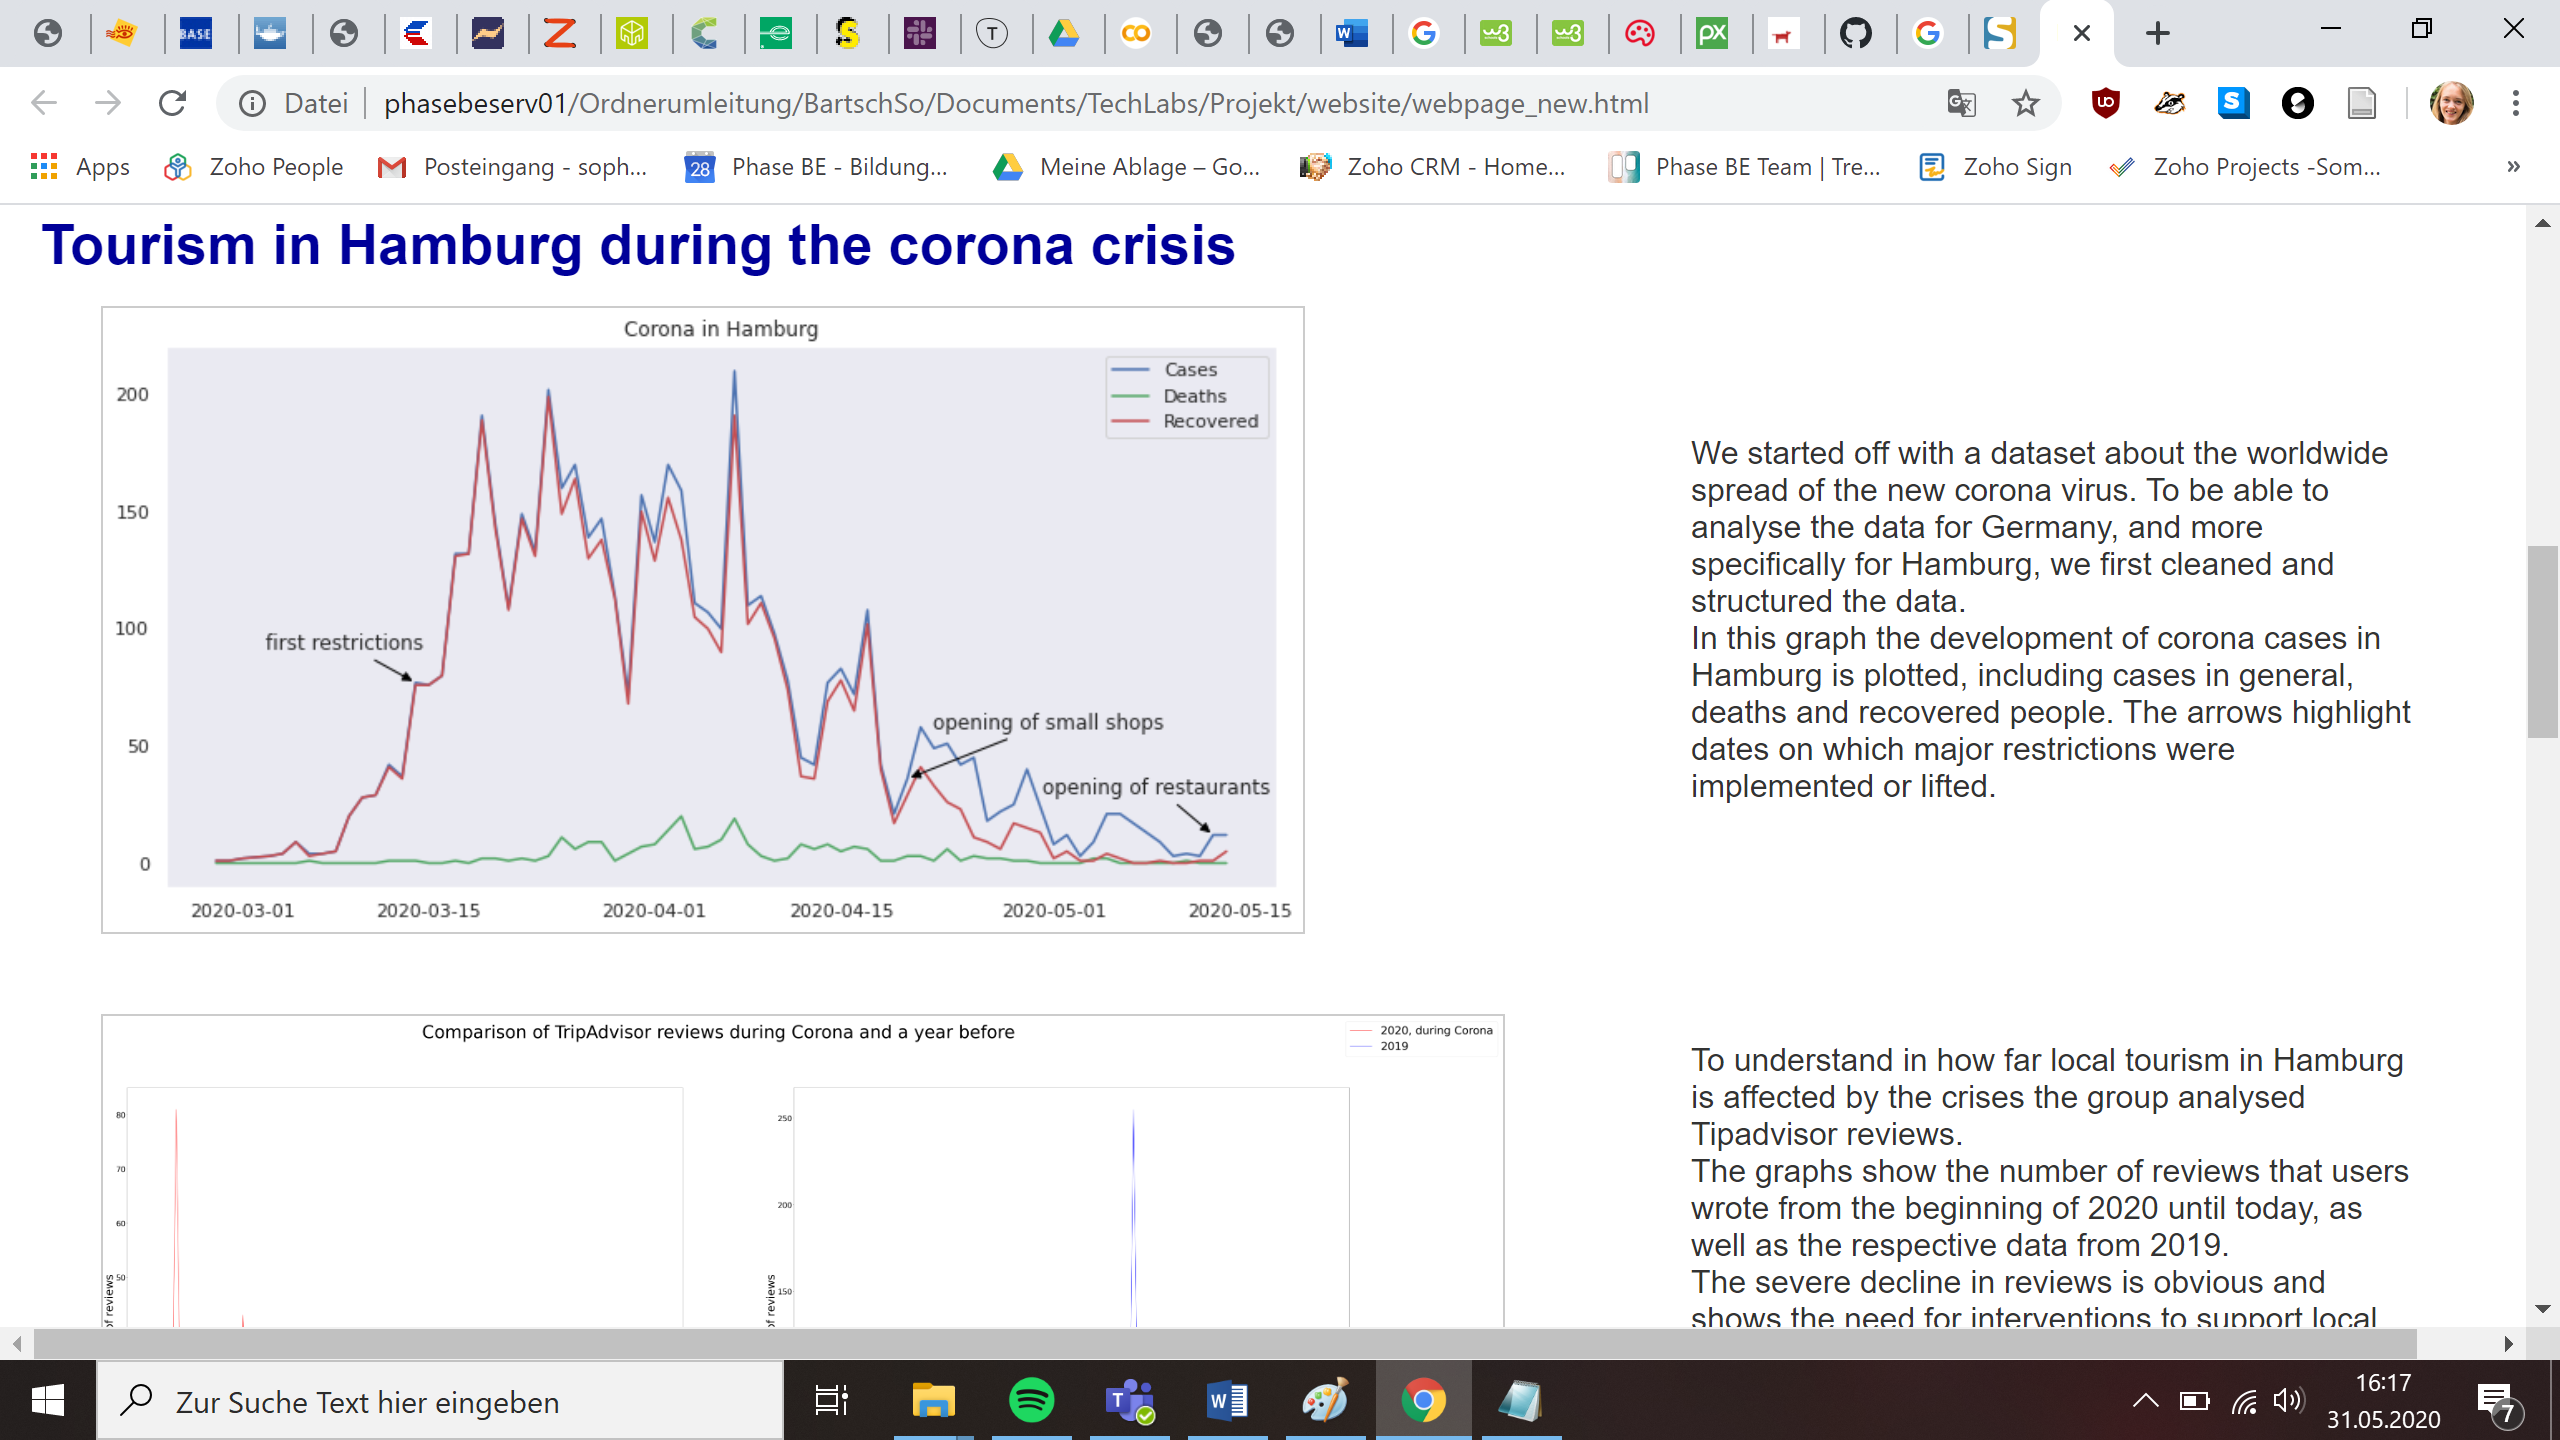 Datei
phasebeserv01/Ordnerumleitung/BartschSo/Documents/TechLabs/Projekt/website/webpage_new.html
Apps
Zoho People
Posteingang - soph...
Phase BE - Bildung...
Meine Ablage – Go...
Zoho CRM - Home...
Phase BE Team | Tre...
Zoho Sign
Zoho Projects -Som...
Tourism in Hamburg during the corona crisis
Corona in Hamburg
Cases
Deaths
Recovered
200
150
100
50
0
first restrictions
opening of small shops
opening of restaurants
2020-03-01
2020-03-15
2020-04-01
2020-04-15
2020-05-01
2020-05-15
We started off with a dataset about the worldwide
spread of the new corona virus. To be able to
analyse the data for Germany, and more
specifically for Hamburg, we first cleaned and
structured the data.
In this graph the development of corona cases in
Hamburg is plotted, including cases in general,
deaths and recovered people. The arrows highlight
dates on which major restrictions were
implemented or lifted.
Comparison of TripAdvisor reviews during Corona and a year before
2020, during Corona
2019
80
70
60
50
of reviews
250
200
150
of reviews
To understand in how far local tourism in Hamburg
is affected by the crises the group analysed
Tipadvisor reviews.
The graphs show the number of reviews that users
wrote from the beginning of 2020 until today, as
well as the respective data from 2019.
The severe decline in reviews is obvious and
shows the need for interventions to support local
Zur Suche Text hier eingeben
16:17
31.05.2020
7